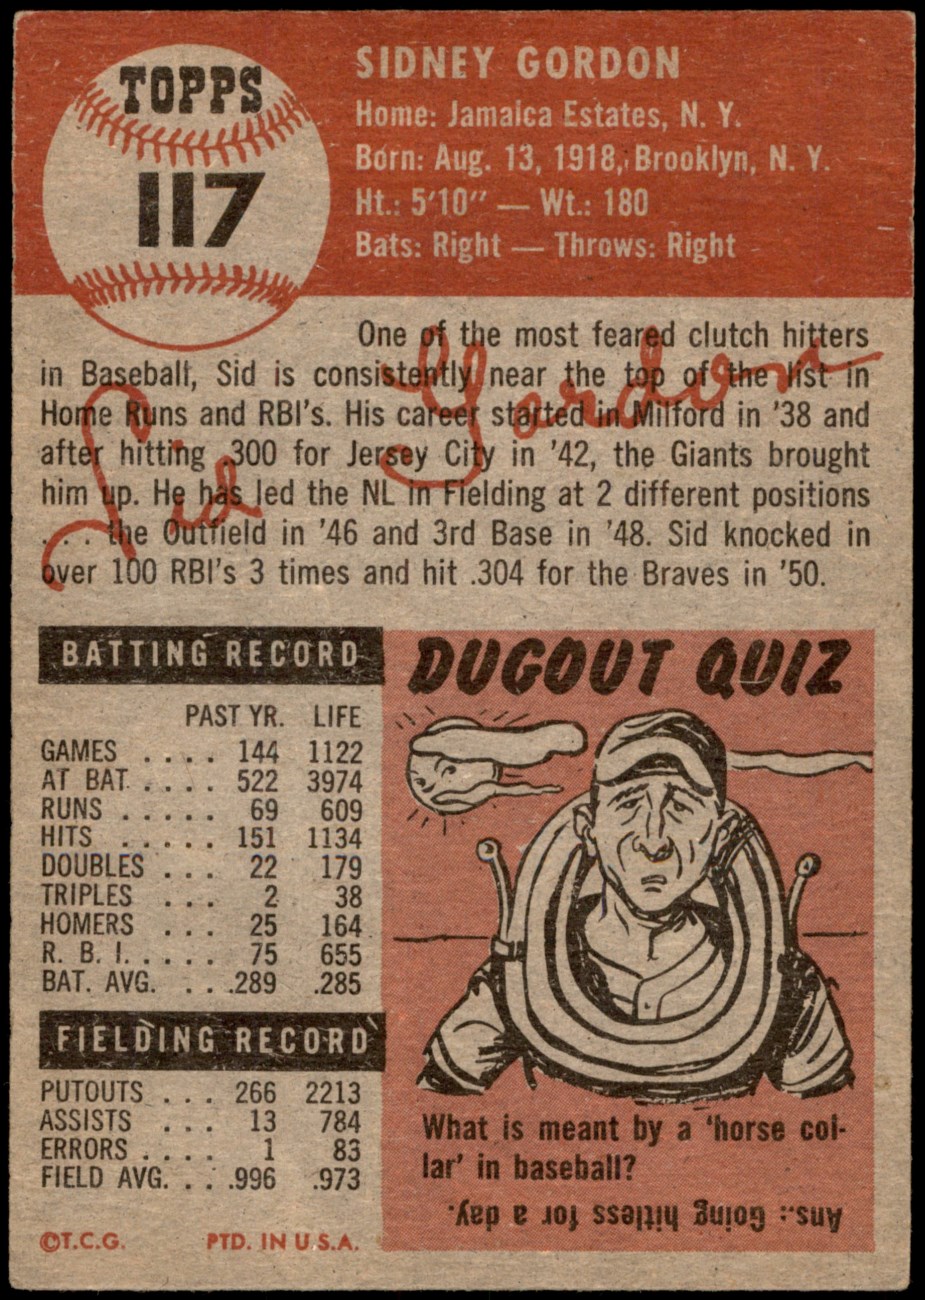 TOPPS
117
SIDNEY GORDON
Home: Jamaica Estates, N. Y.
Born: Aug. 13, 1918, Brooklyn, N. Y.
Ht.: 5'10" — Wt.: 180
Bats: Right — Throws: Right
One of the most feared clutch hitters
in Baseball, Sid is consistently near the top of the list in
Home Runs and RBI's. His career started in Milford in '38 and
after hitting .300 for Jersey City in '42, the Giants brought
him up. He has led the NL in Fielding at 2 different positions
. . . the Outfield in '46 and 3rd Base in '48. Sid knocked in
over 100 RBI's 3 times and hit .304 for the Braves in '50.
Sid Gordon
BATTING RECORD
PAST YR. LIFE
GAMES . . . . 144 1122
AT BAT . . . . 522 3974
RUNS . . . . . 69 609
HITS . . . . . 151 1134
DOUBLES . . . 22 179
TRIPLES . . . 2 38
HOMERS . . . 25 164
R. B. I. . . . . 75 655
BAT. AVG. . . .289 .285
FIELDING RECORD
PUTOUTS . . . 266 2213
ASSISTS . . . 13 784
ERRORS . . . . 1 83
FIELD AVG. . . .996 .973
©T.C.G. PTD. IN U.S.A.
DUGOUT QUIZ
What is meant by a 'horse col-
lar' in baseball?
Ans.: Going hitless for a day.